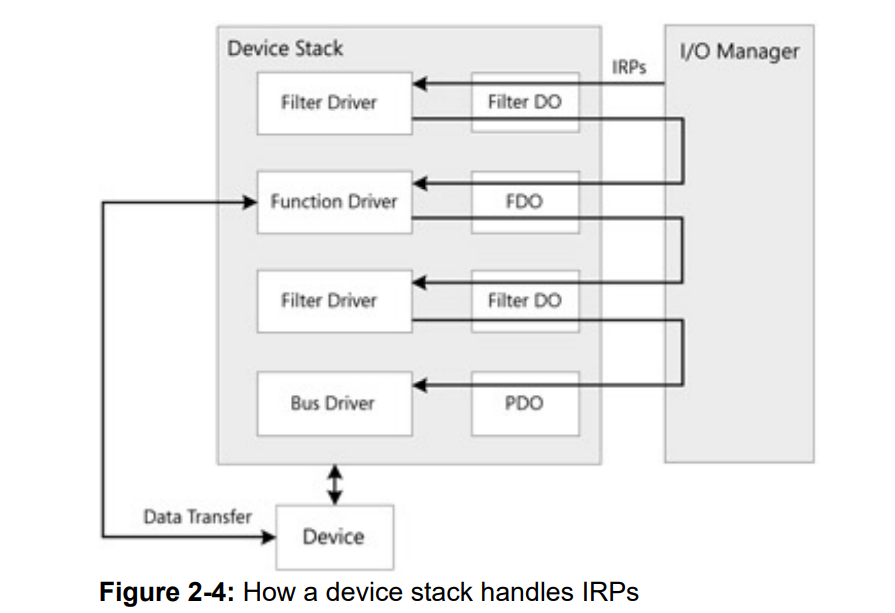 Device Stack
I/O Manager
IRPs
Filter Driver
Filter DO
Function Driver
FDO
Filter Driver
Filter DO
Bus Driver
PDO
Data Transfer
Device
Figure 2-4: How a device stack handles IRPs